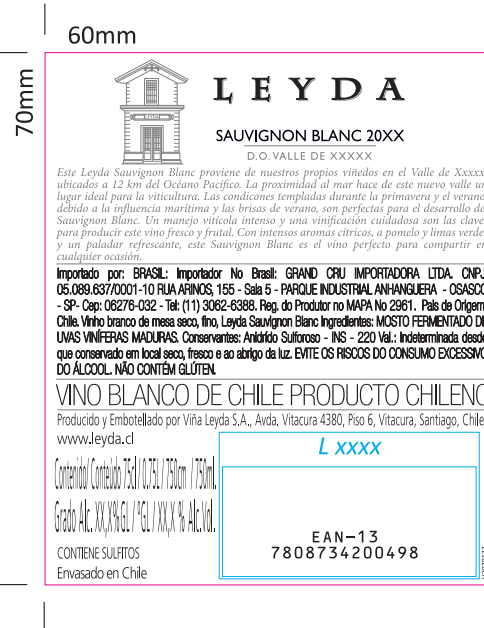 60mm
70mm
LEYDA
LEYDA
SAUVIGNON BLANC 20XX
D.O. VALLE DE XXXXX
Este Leyda Sauvignon Blanc proviene de nuestros propios viñedos en el Valle de Xxxxx
ubicados a 12 km del Océano Pacífico. La proximidad al mar hace de este nuevo valle un
lugar ideal para la viticultura. Las condicones templadas durante la primavera y el verano,
debido a la influencia marítima y las brisas de verano, son perfectas para el desarrollo de
Sauvignon Blanc. Un manejo vitícola intenso y una vinificación cuidadosa son las clave
para producir este vino fresco y frutal. Con intensos aromas cítricos, a pomelo y limas verde
y un paladar refrescante, este Sauvignon Blanc es el vino perfecto para compartir en
cualquier ocasión.
Importado por: BRASIL: Importador No Brasil: GRAND CRU IMPORTADORA LTDA. CNPJ
05.089.637/0001-10 RUA ARINOS, 155 - Sala 5 - PARQUE INDUSTRIAL ANHANGUERA - OSASCO
- SP- Cep: 06276-032 - Tel: (11) 3062-6388. Reg. do Produtor no MAPA No 2961. Pais de Origem
Chile. Vinho branco de mesa seco, fino, Leyda Sauvignon Blanc Ingredientes: MOSTO FERMENTADO DE
UVAS VINÍFERAS MADURAS. Conservantes: Anidrido Sulforoso - INS - 220 Val.: Indeterminada desde
que conservado em local seco, fresco e ao abrigo da luz. EVITE OS RISCOS DO CONSUMO EXCESSIVO
DO ÁLCOOL. NÃO CONTÉM GLÚTEN.
VINO BLANCO DE CHILE PRODUCTO CHILENO
Producido y Embotellado por Viña Leyda S.A., Avda. Vitacura 4380, Piso 6, Vitacura, Santiago, Chile
www.leyda.cl
L xxxx
Contenido/ Conteúdo 75cl / 0.75L / 750cm / 750ml.
Grado Alc. XX,X%GL / °GL / XX,X % Alc.Vol.
EAN-13
7808734200498
CONTIENE SULFITOS
Envasado en Chile